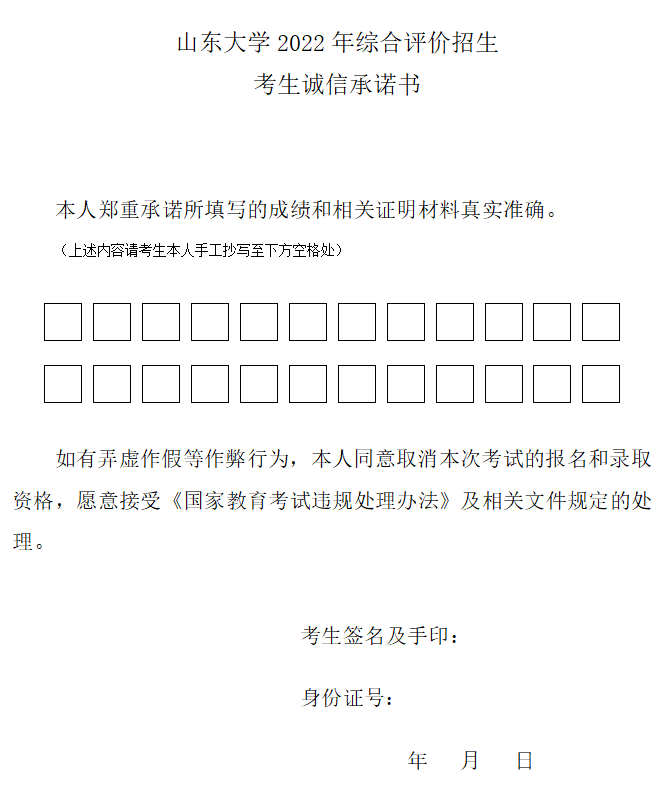 山东大学 2022 年综合评价招生
考生诚信承诺书
本人郑重承诺所填写的成绩和相关证明材料真实准确。
（上述内容请考生本人手工抄写至下方空格处）
如有弄虚作假等作弊行为，本人同意取消本次考试的报名和录取
资格，愿意接受《国家教育考试违规处理办法》及相关文件规定的处
理。
考生签名及手印：
身份证号：
年 月 日